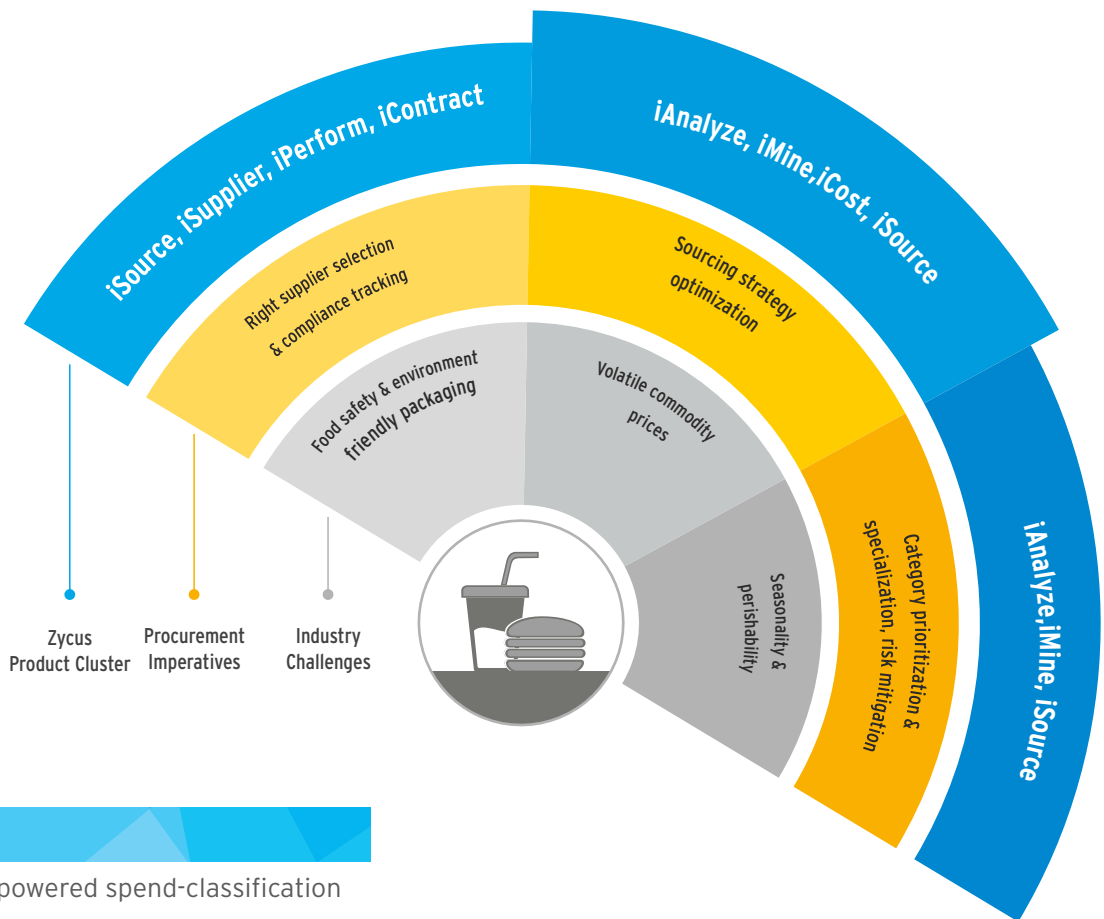 iSource, iSupplier, iPerform, iContract
iAnalyze, iMine,iCost, iSource
iAnalyze,iMine, iSource
Right supplier selection
& compliance tracking
Sourcing strategy
optimization
Category prioritization &
specialization, risk mitigation
Food safety & environment
friendly packaging
Volatile commodity
prices
Seasonality &
perishability
Zycus
Product Cluster
Procurement
Imperatives
Industry
Challenges
powered spend-classification